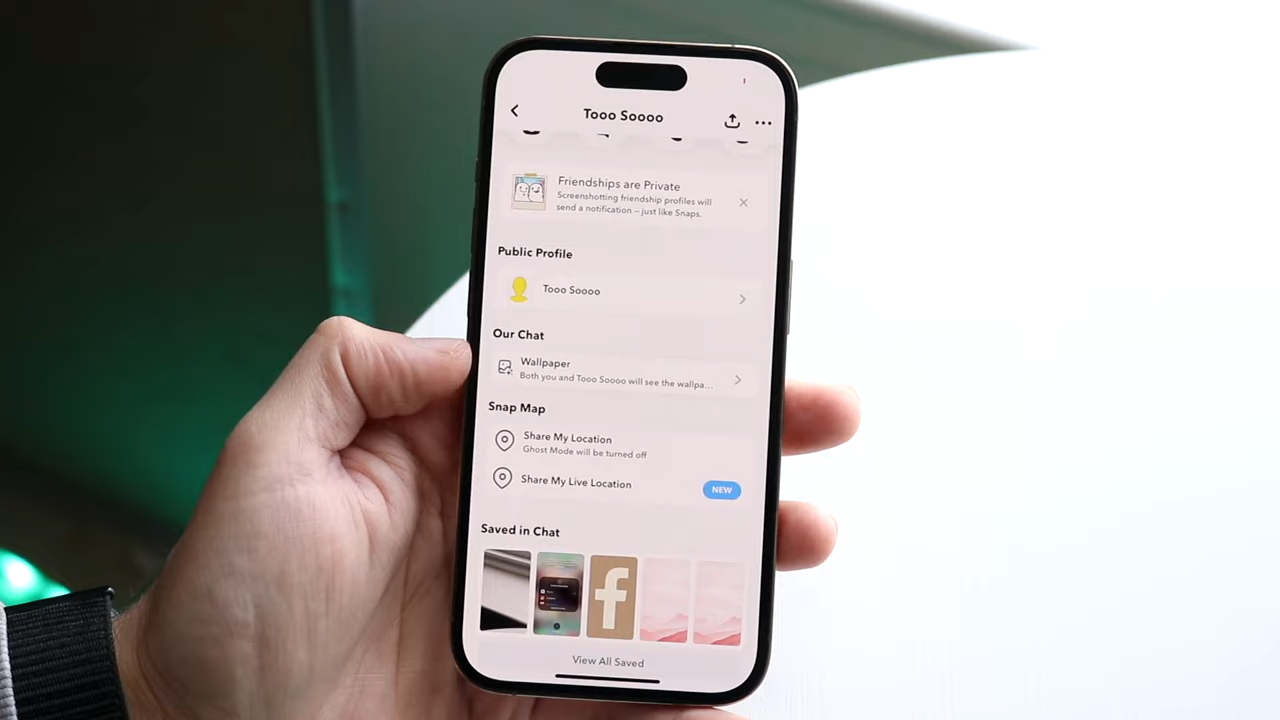 Tooo Soooo
Friendships are Private
Screenshotting friendship profiles will
send a notification – just like Snaps.
Public Profile
Tooo Soooo
Our Chat
Wallpaper
Both you and Tooo Soooo will see the wallpa...
Snap Map
Share My Location
Ghost Mode will be turned off
Share My Live Location
NEW
Saved in Chat
f
View All Saved